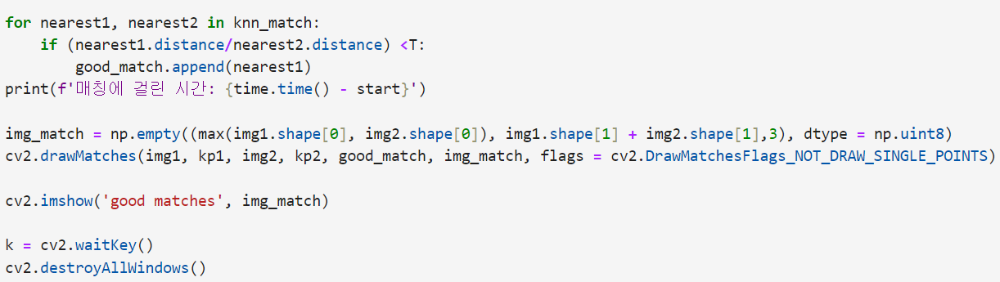 for nearest1, nearest2 in knn_match:
    if (nearest1.distance/nearest2.distance) <T:
        good_match.append(nearest1)
print(f'매칭에 걸린 시간: {time.time() - start}')
img_match = np.empty((max(img1.shape[0], img2.shape[0]), img1.shape[1] + img2.shape[1],3), dtype = np.uint8)
cv2.drawMatches(img1, kp1, img2, kp2, good_match, img_match, flags = cv2.DrawMatchesFlags_NOT_DRAW_SINGLE_POINTS)
cv2.imshow('good matches', img_match)
k = cv2.waitKey()
cv2.destroyAllWindows()